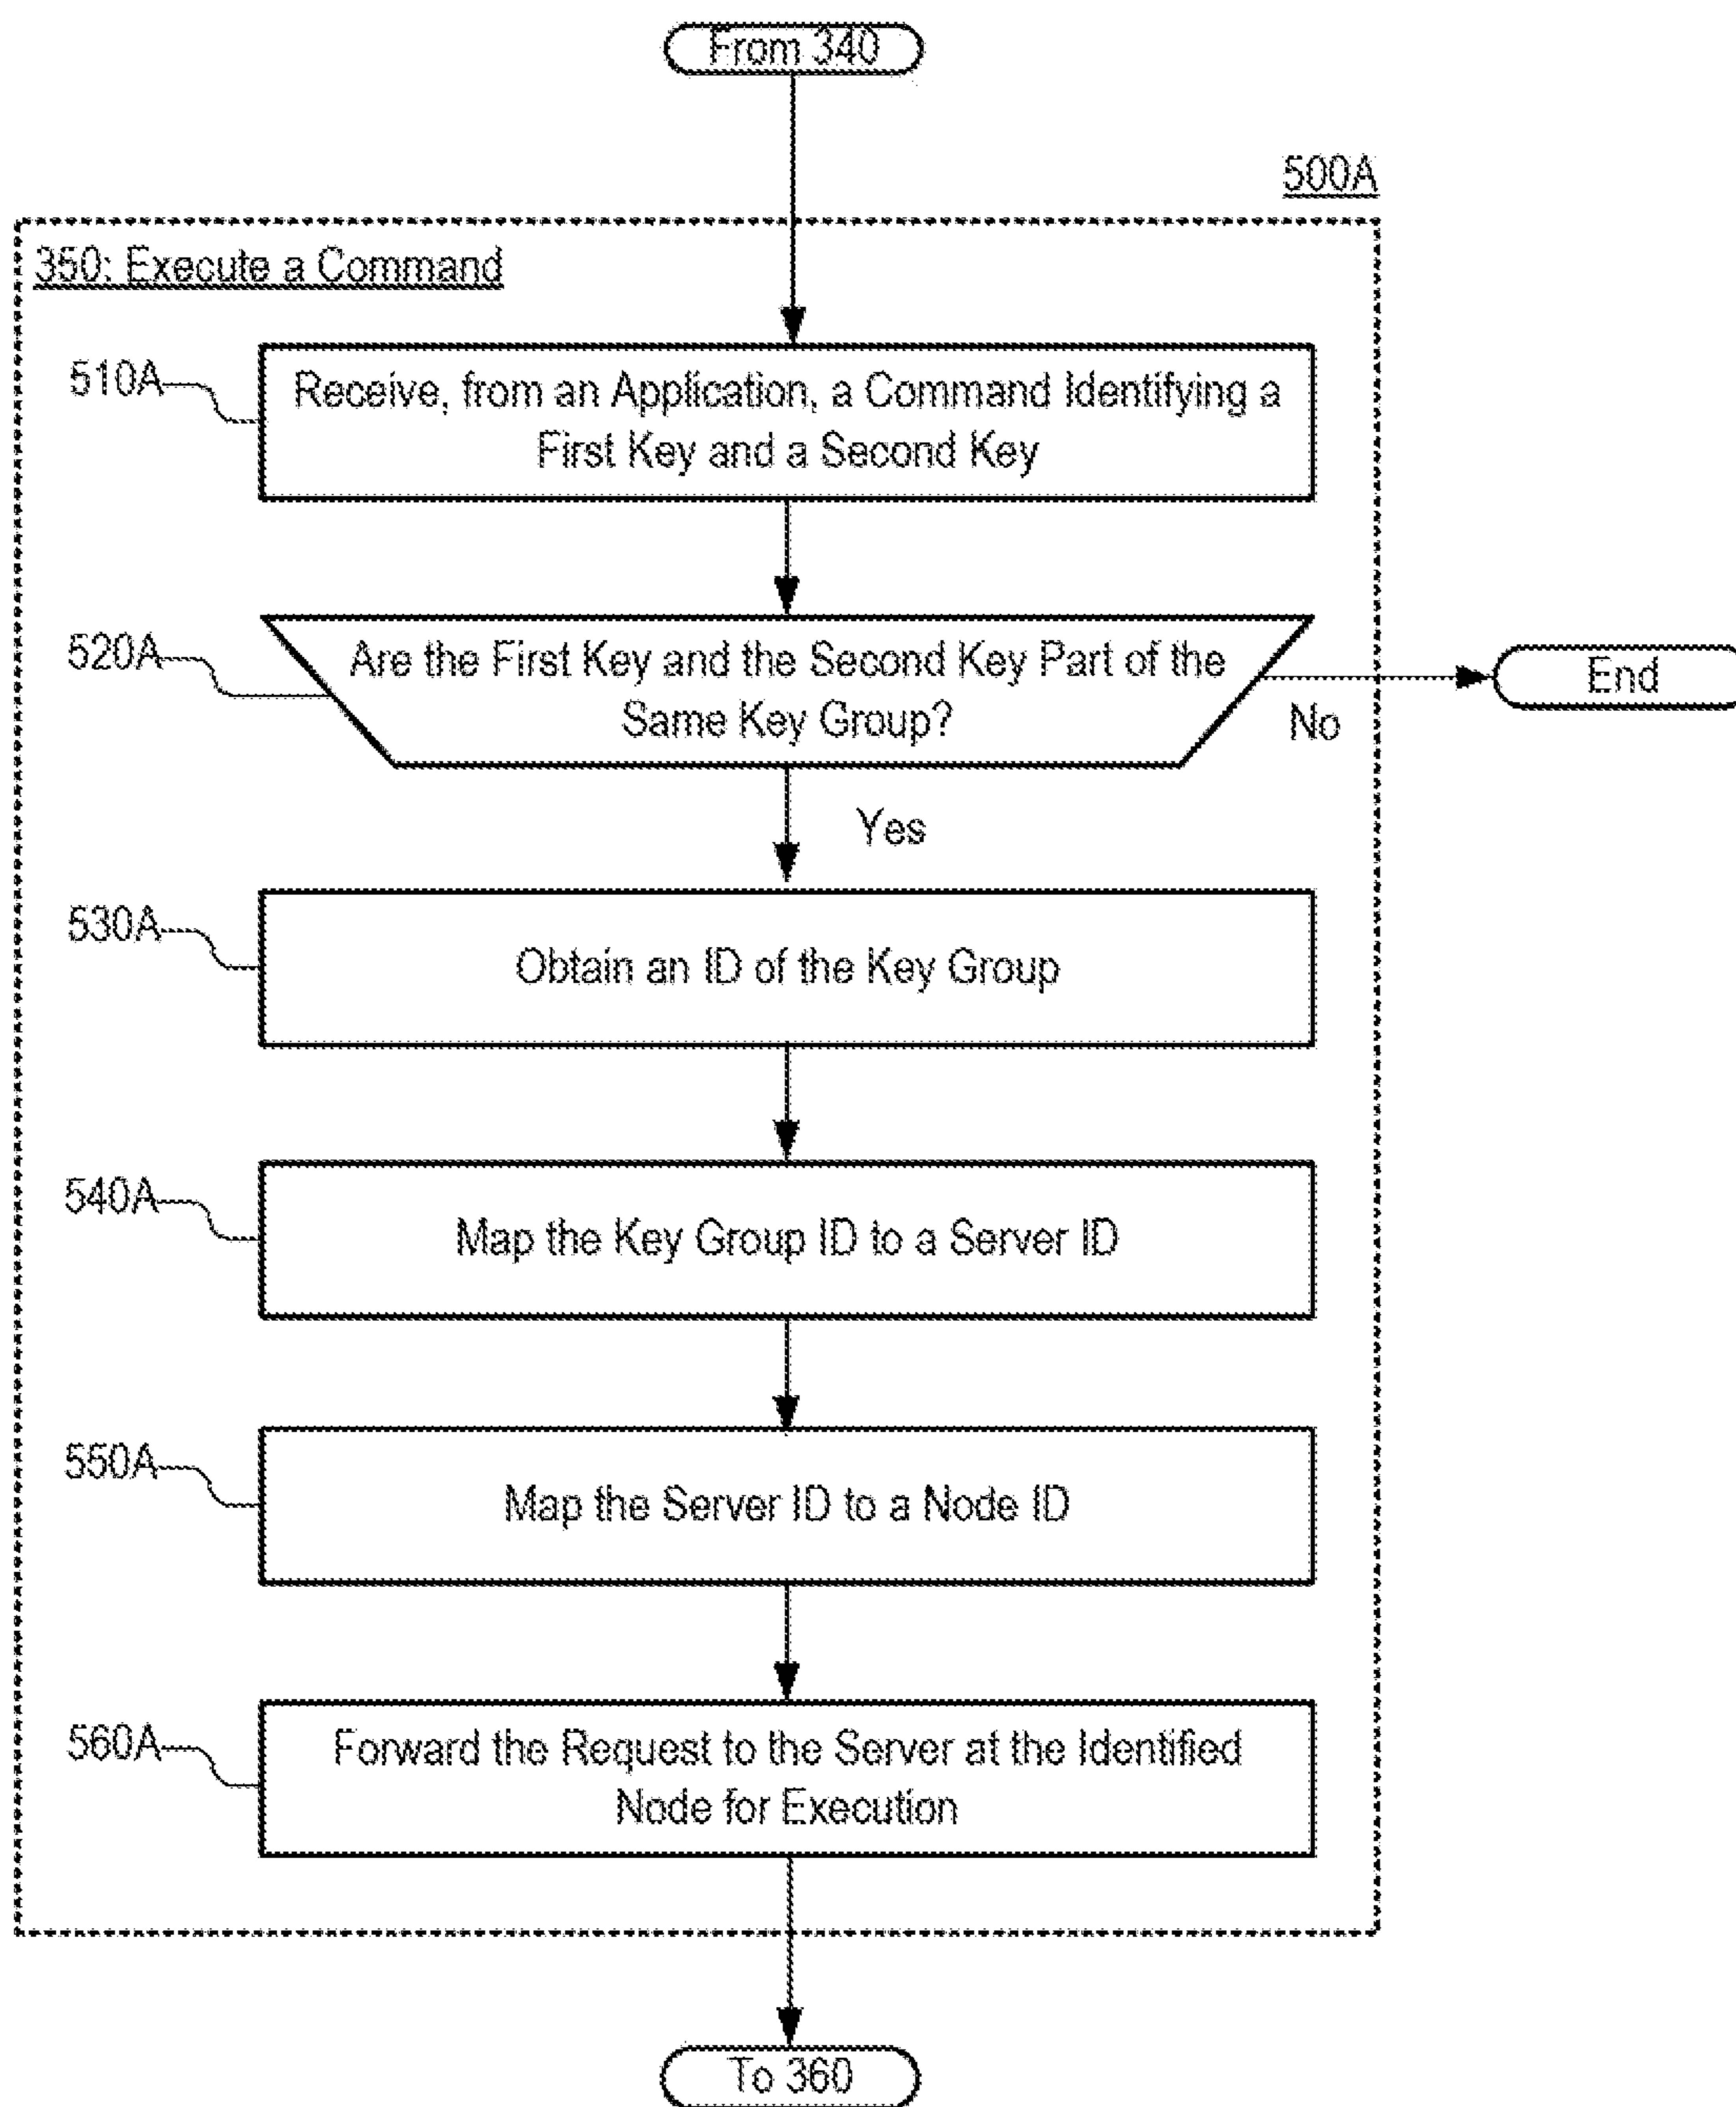 From 340
500A
350: Execute a Command
510A
Receive, from an Application, a Command Identifying a
First Key and a Second Key
520A
Are the First Key and the Second Key Part of the
Same Key Group?
No
End
Yes
530A
Obtain an ID of the Key Group
540A
Map the Key Group ID to a Server ID
550A
Map the Server ID to a Node ID
560A
Forward the Request to the Server at the Identified
Node for Execution
To 360